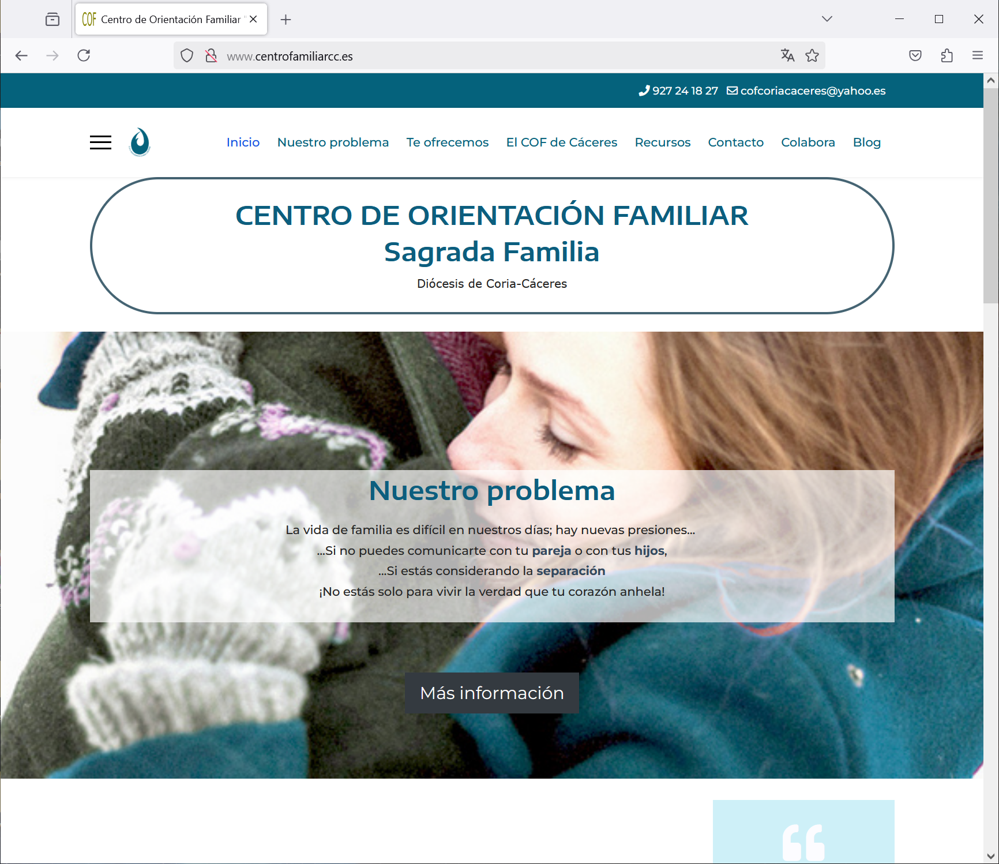 COF Centro de Orientación Familiar "
www.centrofamiliarcc.es
927 24 18 27 cofcoriacaceres@yahoo.es
Inicio Nuestro problema Te ofrecemos El COF de Cáceres Recursos Contacto Colabora Blog
CENTRO DE ORIENTACIÓN FAMILIAR
Sagrada Familia
Diócesis de Coria-Cáceres
Nuestro problema
La vida de familia es difícil en nuestros días; hay nuevas presiones...
...Si no puedes comunicarte con tu pareja o con tus hijos,
...Si estás considerando la separación
¡No estás solo para vivir la verdad que tu corazón anhela!
Más información
“